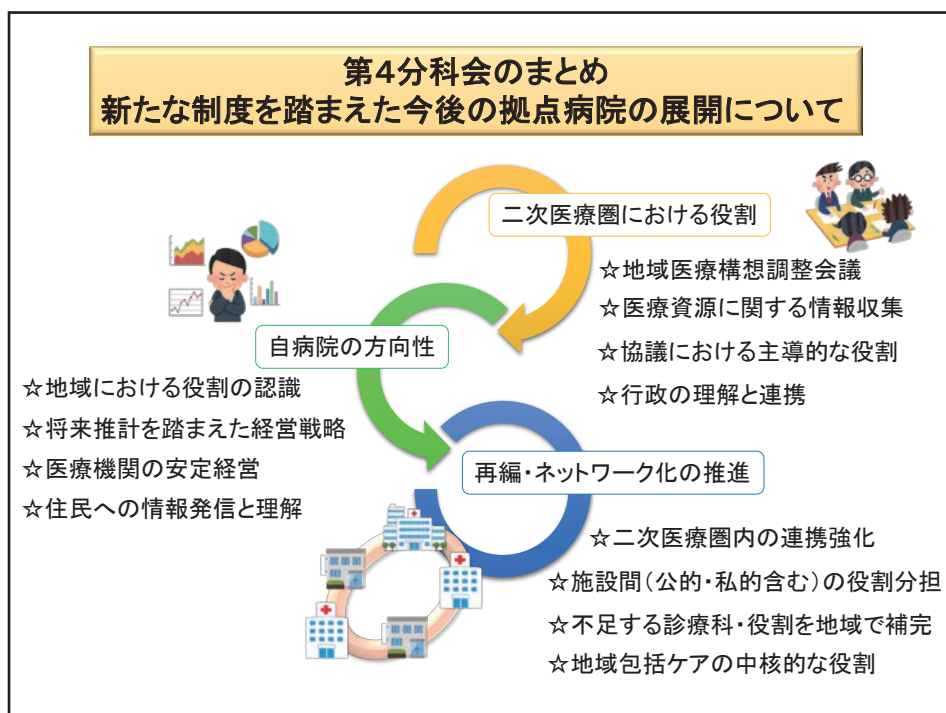 第4分科会のまとめ
新たな制度を踏まえた今後の拠点病院の展開について
二次医療圏における役割
☆地域医療構想調整会議
☆医療資源に関する情報収集
☆協議における主導的な役割
☆行政の理解と連携
自病院の方向性
☆地域における役割の認識
☆将来推計を踏まえた経営戦略
☆医療機関の安定経営
☆住民への情報発信と理解
再編・ネットワーク化の推進
☆二次医療圏内の連携強化
☆施設間(公的・私的含む)の役割分担
☆不足する診療科・役割を地域で補完
☆地域包括ケアの中核的な役割